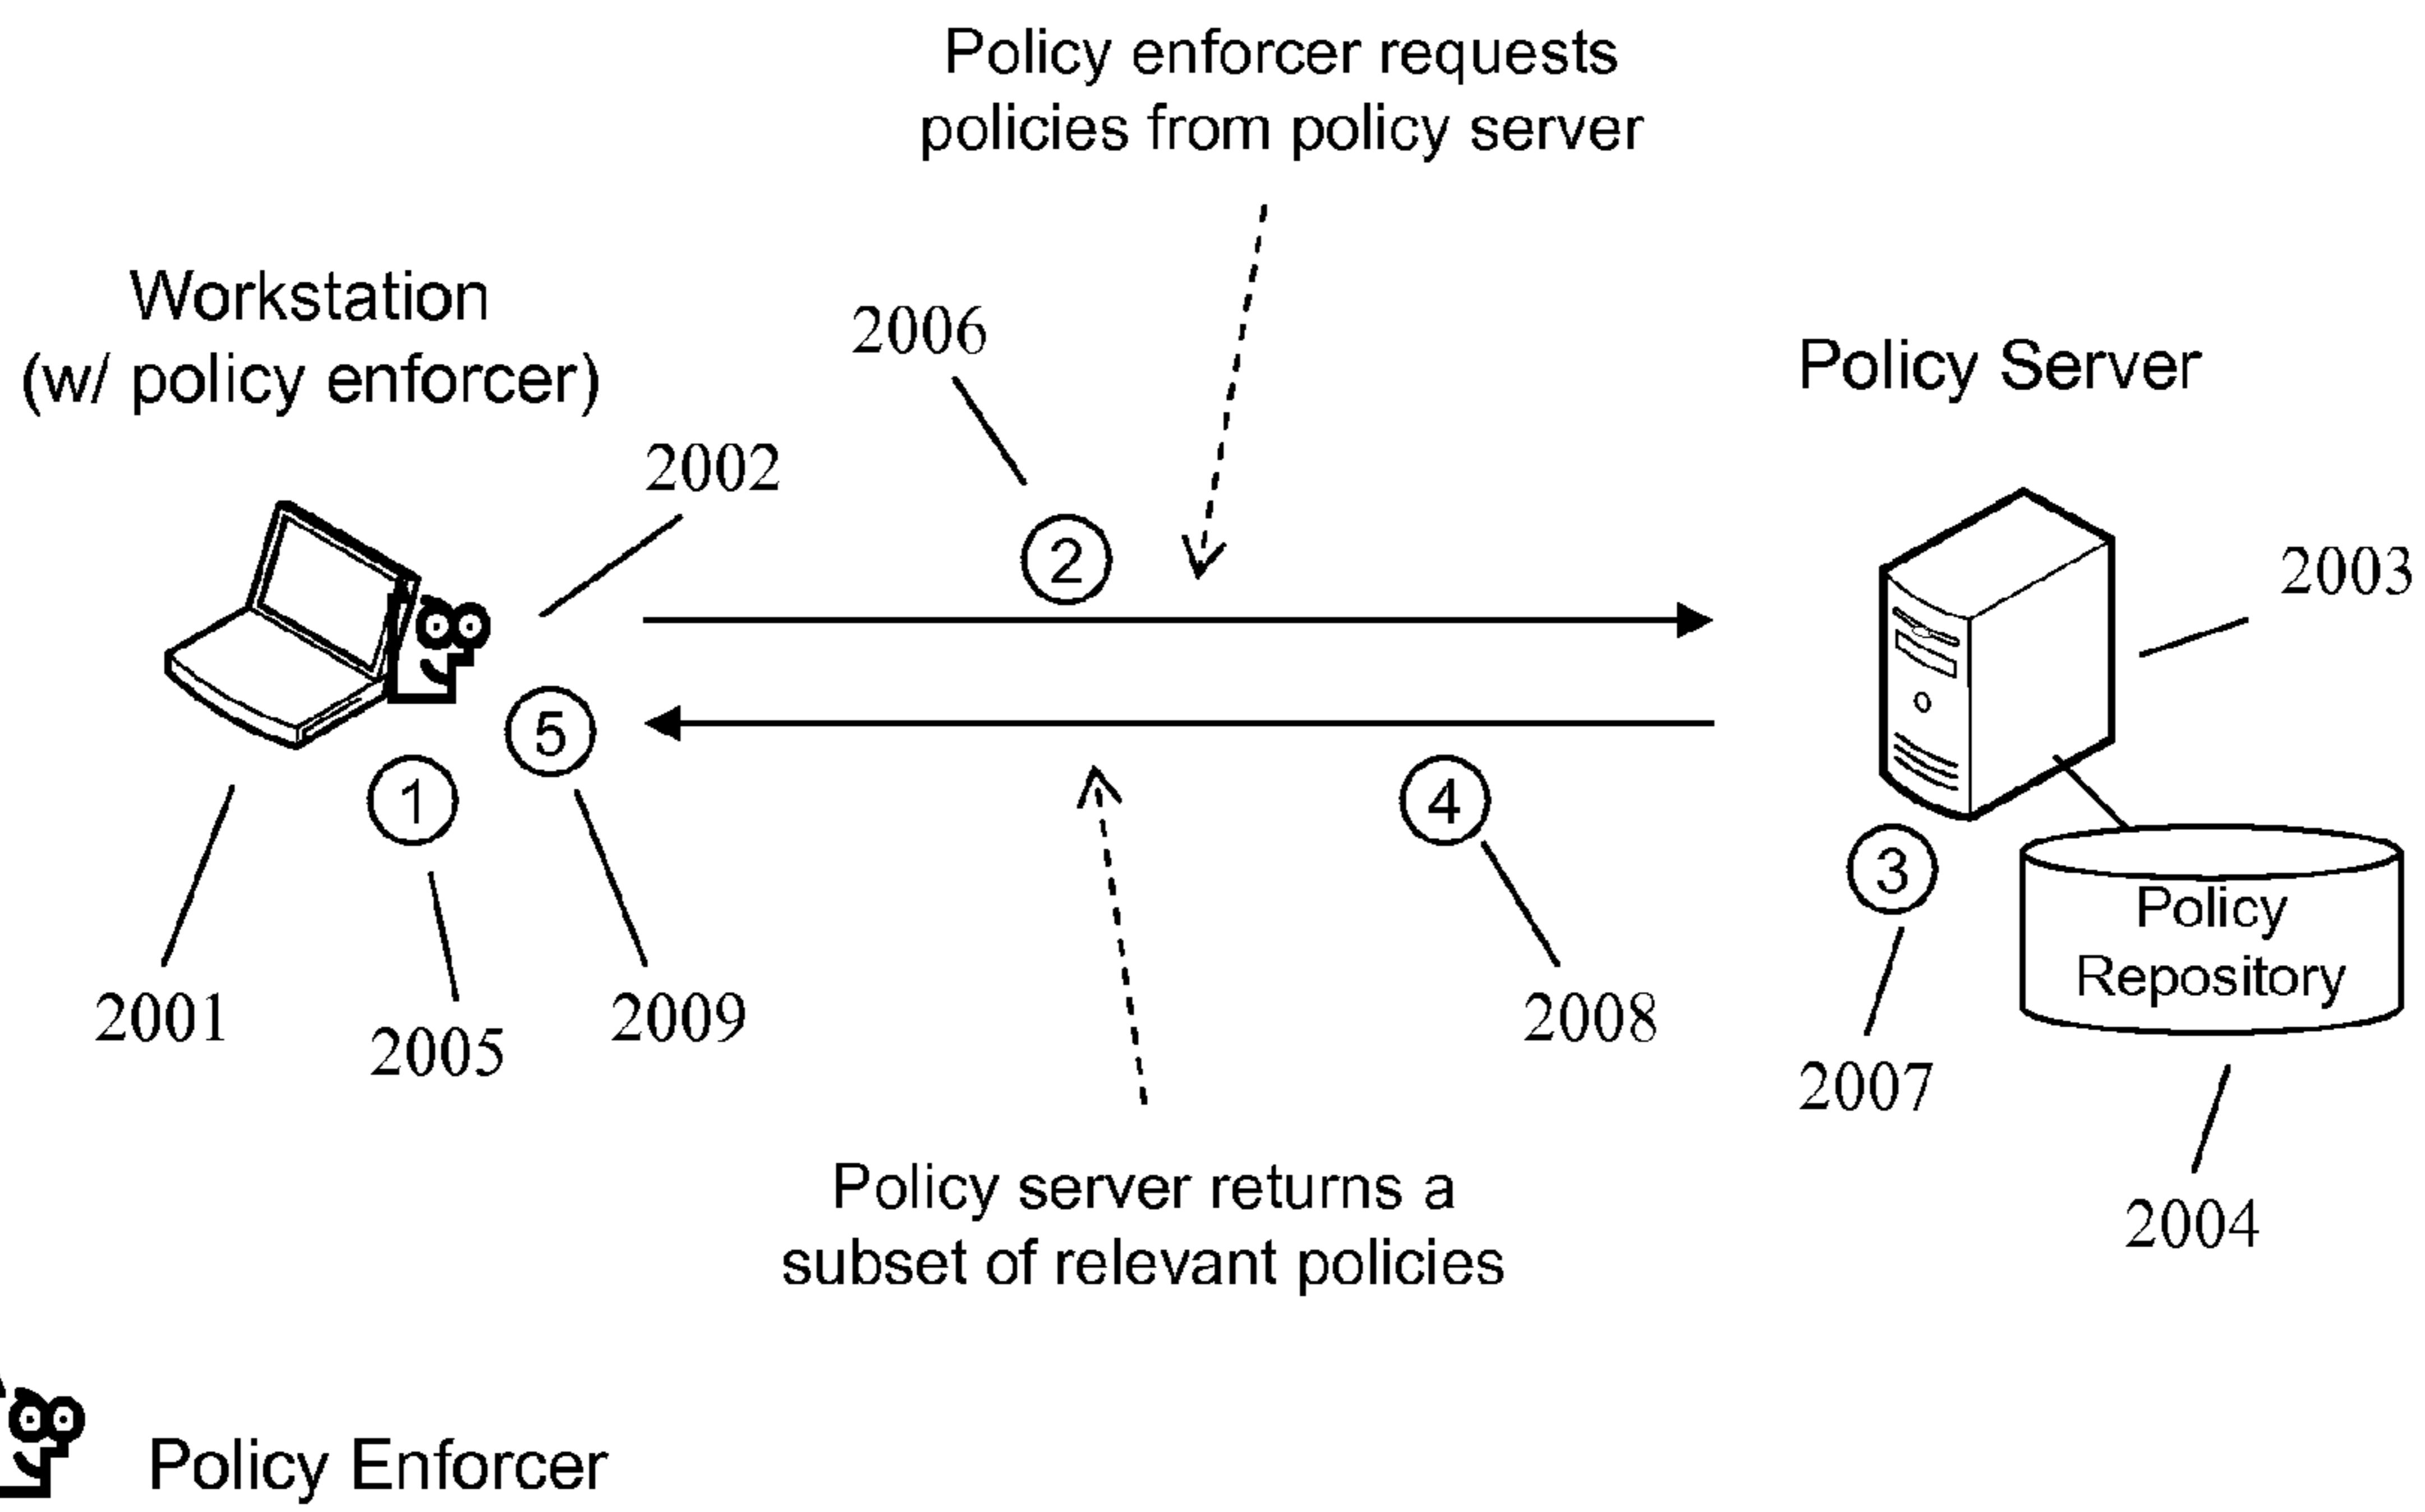 Policy enforcer requests
policies from policy server
Workstation
(w/ policy enforcer)
2006
Policy Server
2002
2
2003
5
1
4
3
Policy
Repository
2001
2005
2009
2008
2007
2004
Policy server returns a
subset of relevant policies
Policy Enforcer